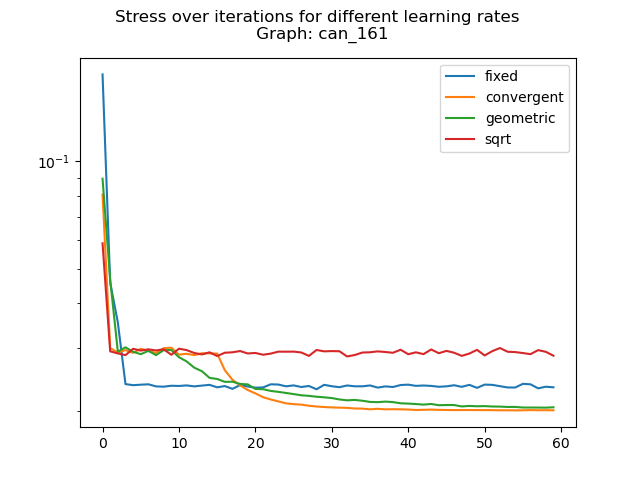 Stress over iterations for different learning rates
Graph: can_161
fixed
convergent
geometric
sqrt
10⁻¹
0 10 20 30 40 50 60